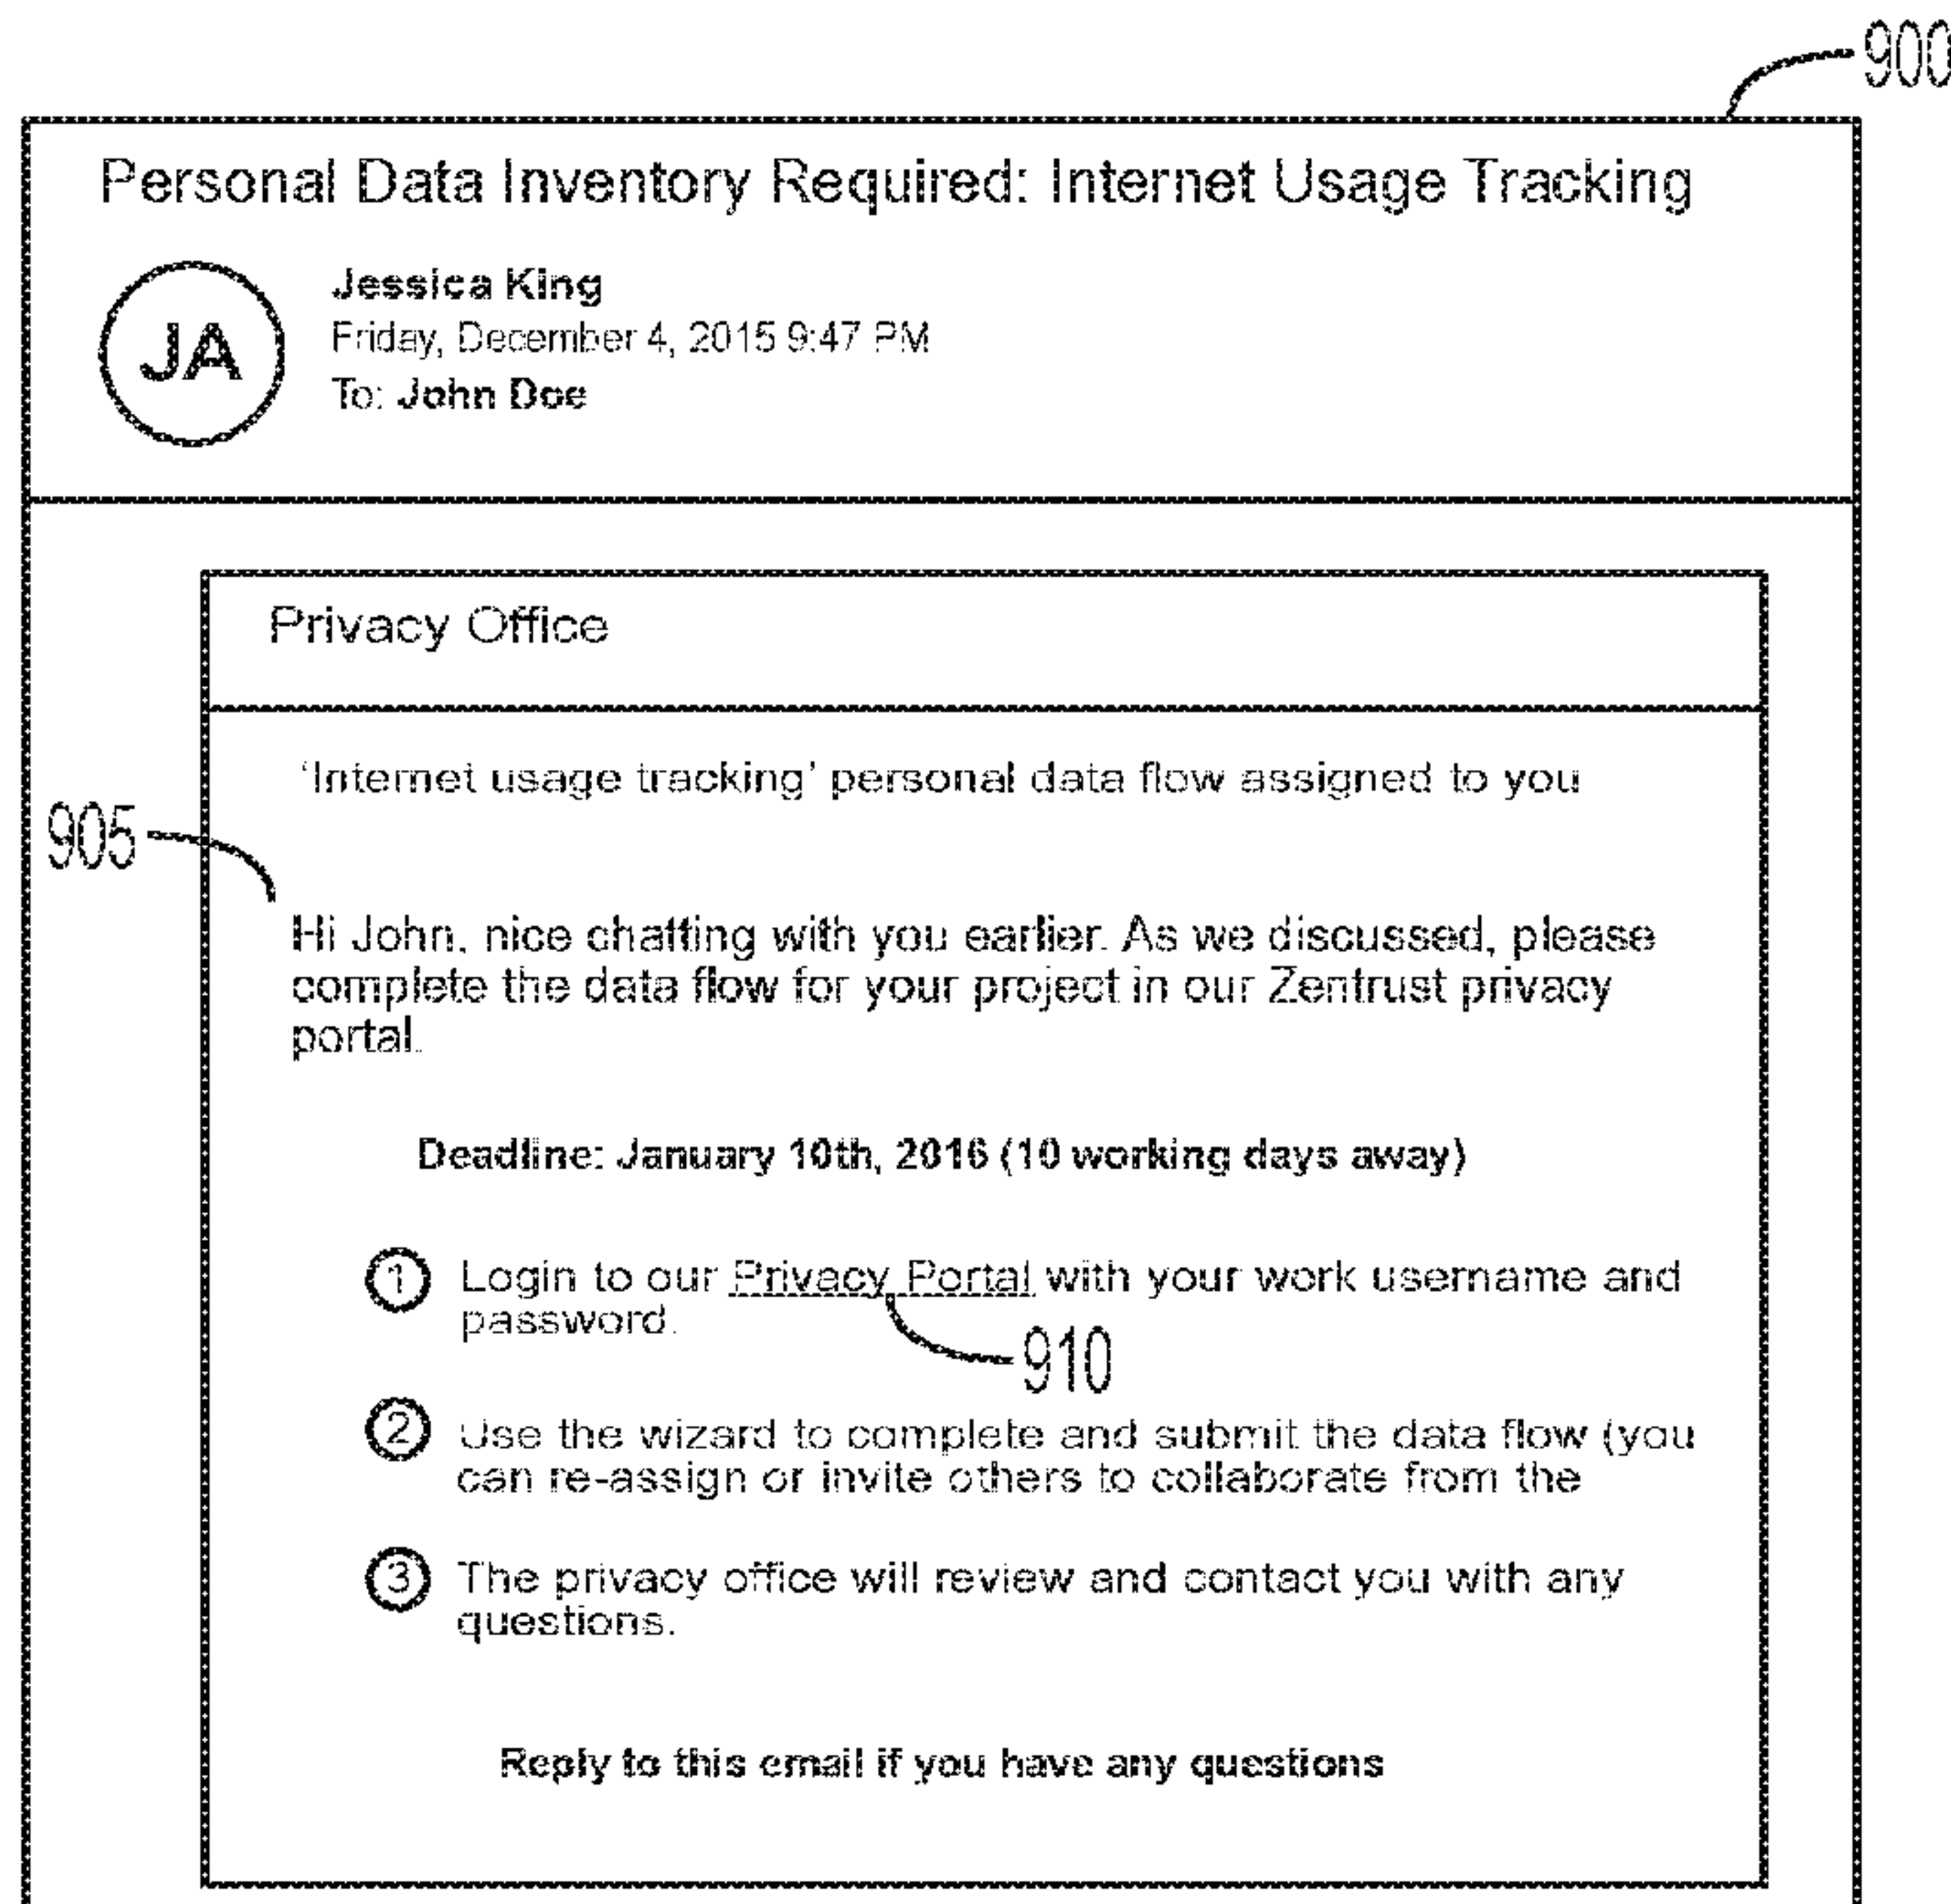 900
Personal Data Inventory Required: Internet Usage Tracking
JA
Jessica King
Friday, December 4, 2015 9:47 PM
To: John Doe
Privacy Office
‘Internet usage tracking’ personal data flow assigned to you
905
Hi John, nice chatting with you earlier. As we discussed, please
complete the data flow for your project in our Zentrust privacy
portal.
Deadline: January 10th, 2016 (10 working days away)
1 Login to our Privacy Portal with your work username and
password.
910
2 Use the wizard to complete and submit the data flow (you
can re-assign or invite others to collaborate from the
3 The privacy office will review and contact you with any
questions.
Reply to this email if you have any questions